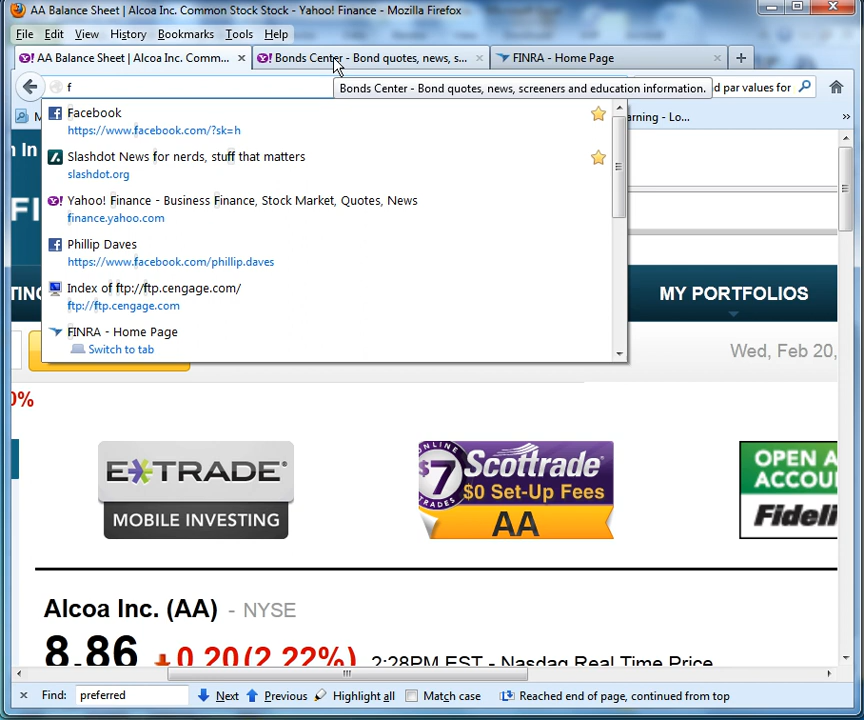 AA Balance Sheet | Alcoa Inc. Common Stock Stock - Yahoo! Finance - Mozilla Firefox
File Edit View History Bookmarks Tools Help
Y! AA Balance Sheet | Alcoa Inc. Comm... Y! Bonds Center - Bond quotes, news, s... FINRA - Home Page
f
Bonds Center - Bond quotes, news, screeners and education information.
d par values for
Facebook
https://www.facebook.com/?sk=h
arning - Lo...
Slashdot News for nerds, stuff that matters
slashdot.org
n In
Y! Yahoo! Finance - Business Finance, Stock Market, Quotes, News
finance.yahoo.com
FI
Phillip Daves
https://www.facebook.com/phillip.daves
Index of ftp://ftp.cengage.com/
ftp://ftp.cengage.com
TIN
MY PORTFOLIOS
FINRA - Home Page
Switch to tab
Wed, Feb 20,
0%
E*TRADE®
MOBILE INVESTING
ONLINE
$7
TRADES
Scottrade®
$0 Set-Up Fees
AA
OPEN A
ACCOU
Fideli
Alcoa Inc. (AA) - NYSE
8.86 0.20(2.22%) 2:28PM EST - Nasdaq Real Time Price
Find: preferred Next Previous Highlight all Match case Reached end of page, continued from top